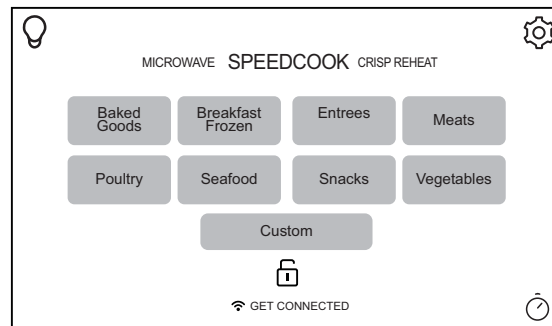 MICROWAVE SPEEDCOOK CRISP REHEAT
Baked
Goods
Breakfast
Frozen
Entrees
Meats
Poultry
Seafood
Snacks
Vegetables
Custom
GET CONNECTED